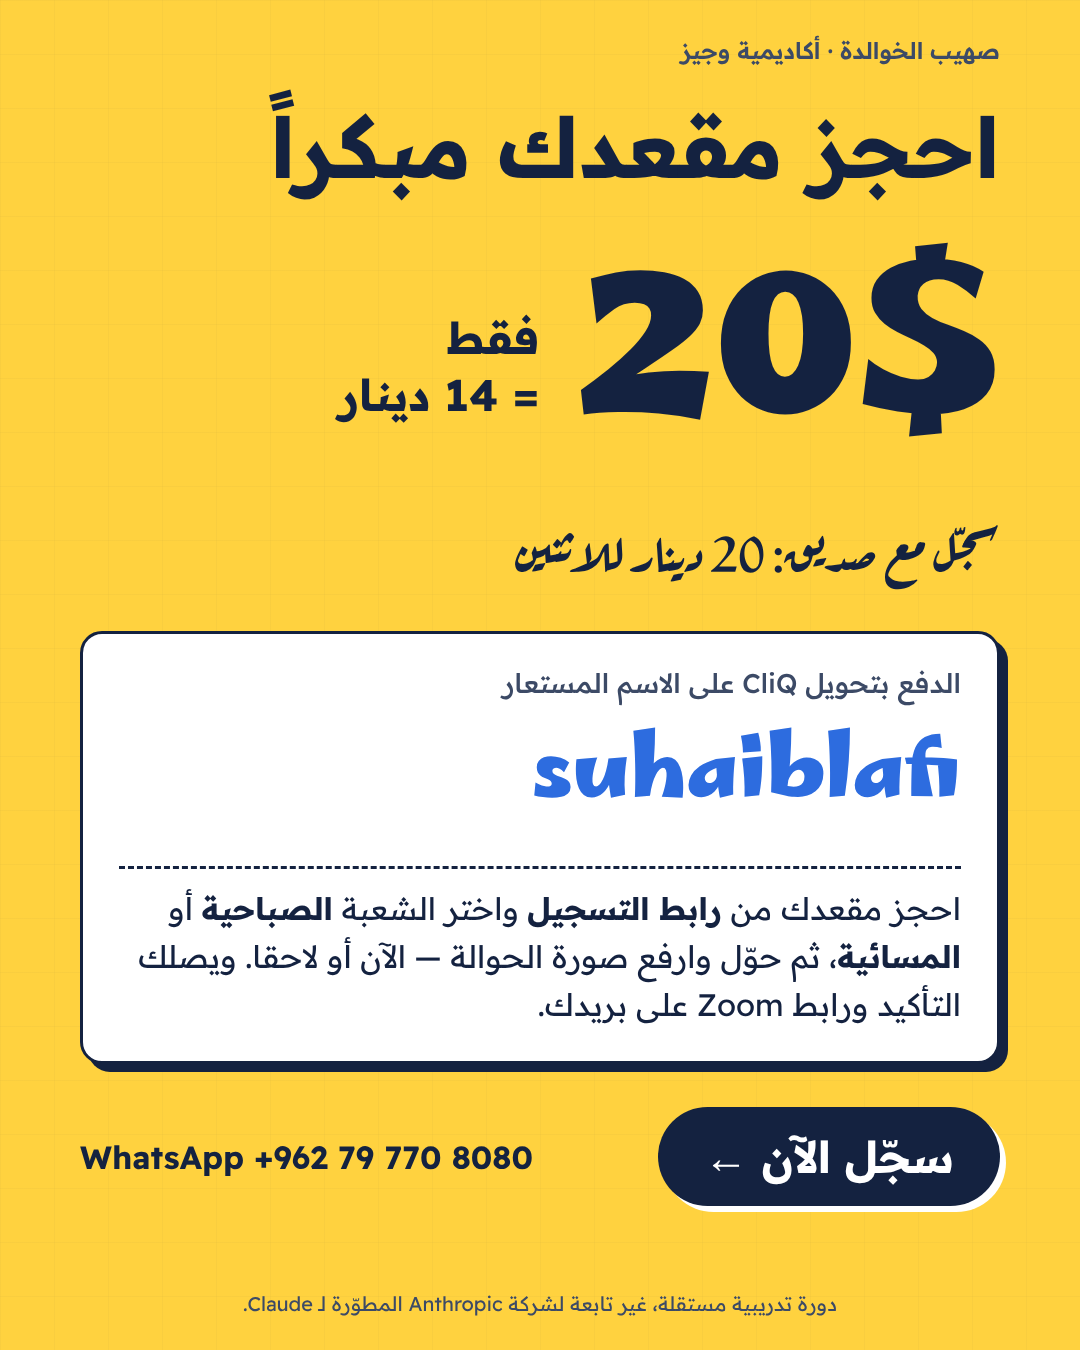 صهيب الخوالدة · أكاديمية وجيز
احجز مقعدك مبكراً
20$
فقط
= 14 دينار
سجّل مع صديق: 20 دينار للاثنين
الدفع بتحويل CliQ على الاسم المستعار
suhaiblafi
احجز مقعدك من رابط التسجيل واختر الشعبة الصباحية أو
المسائية، ثم حوّل وارفع صورة الحوالة — الآن أو لاحقا. ويصلك
التأكيد ورابط Zoom على بريدك.
سجّل الآن ←
WhatsApp +962 79 770 8080
دورة تدريبية مستقلة، غير تابعة لشركة Anthropic المطوّرة لـ Claude.